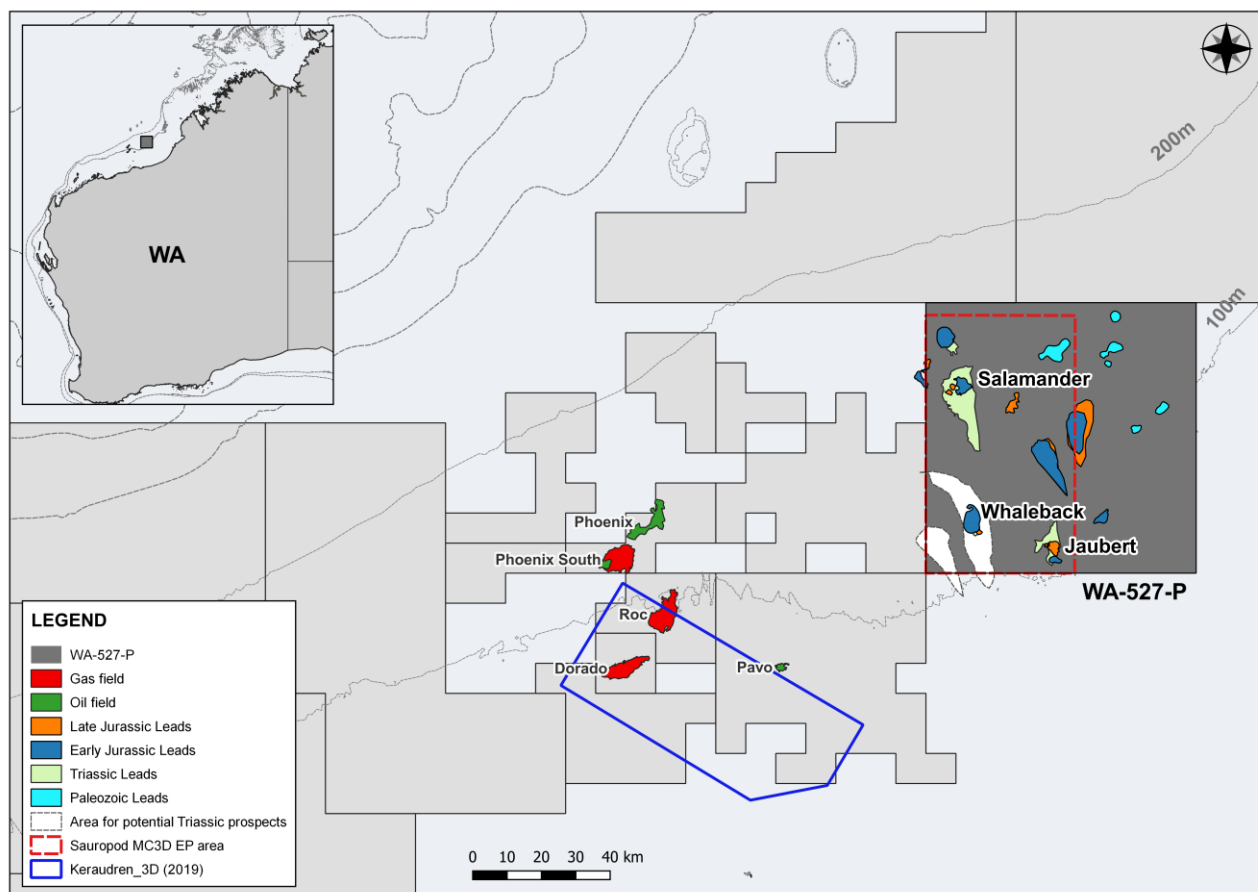 WA
200m
100m
Salamander
Whaleback
Jaubert
WA-527-P
Phoenix
Phoenix South
Roc
Dorado
Pavo
LEGEND
WA-527-P
Gas field
Oil field
Late Jurassic Leads
Early Jurassic Leads
Triassic Leads
Paleozoic Leads
Area for potential Triassic prospects
Sauropod MC3D EP area
Keraudren_3D (2019)
0 10 20 30 40 km